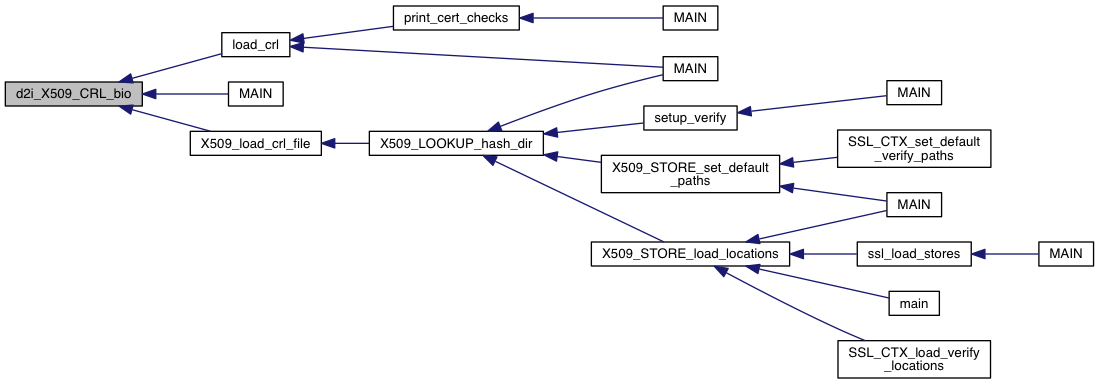 print_cert_checks
MAIN
load_crl
MAIN
d2i_X509_CRL_bio
MAIN
MAIN
setup_verify
X509_load_crl_file
X509_LOOKUP_hash_dir
SSL_CTX_set_default
_verify_paths
X509_STORE_set_default
_paths
MAIN
X509_STORE_load_locations
ssl_load_stores
MAIN
main
SSL_CTX_load_verify
_locations